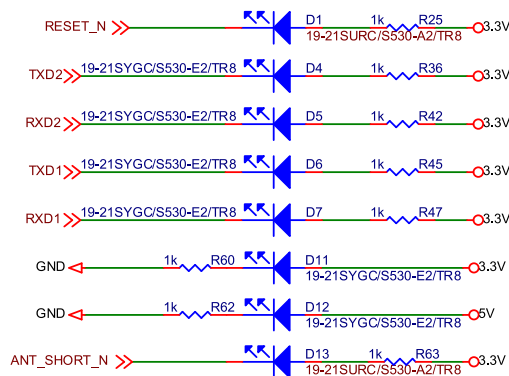 RESET_N D1 1k R25 3.3V
19-21SURC/S530-A2/TR8
TXD2 19-21SYGC/S530-E2/TR8 D4 1k R36 3.3V
RXD2 19-21SYGC/S530-E2/TR8 D5 1k R42 3.3V
TXD1 19-21SYGC/S530-E2/TR8 D6 1k R45 3.3V
RXD1 19-21SYGC/S530-E2/TR8 D7 1k R47 3.3V
GND 1k R60 D11 3.3V
19-21SYGC/S530-E2/TR8
GND 1k R62 D12 5V
19-21SYGC/S530-E2/TR8
ANT_SHORT_N D13 1k R63 3.3V
19-21SURC/S530-A2/TR8